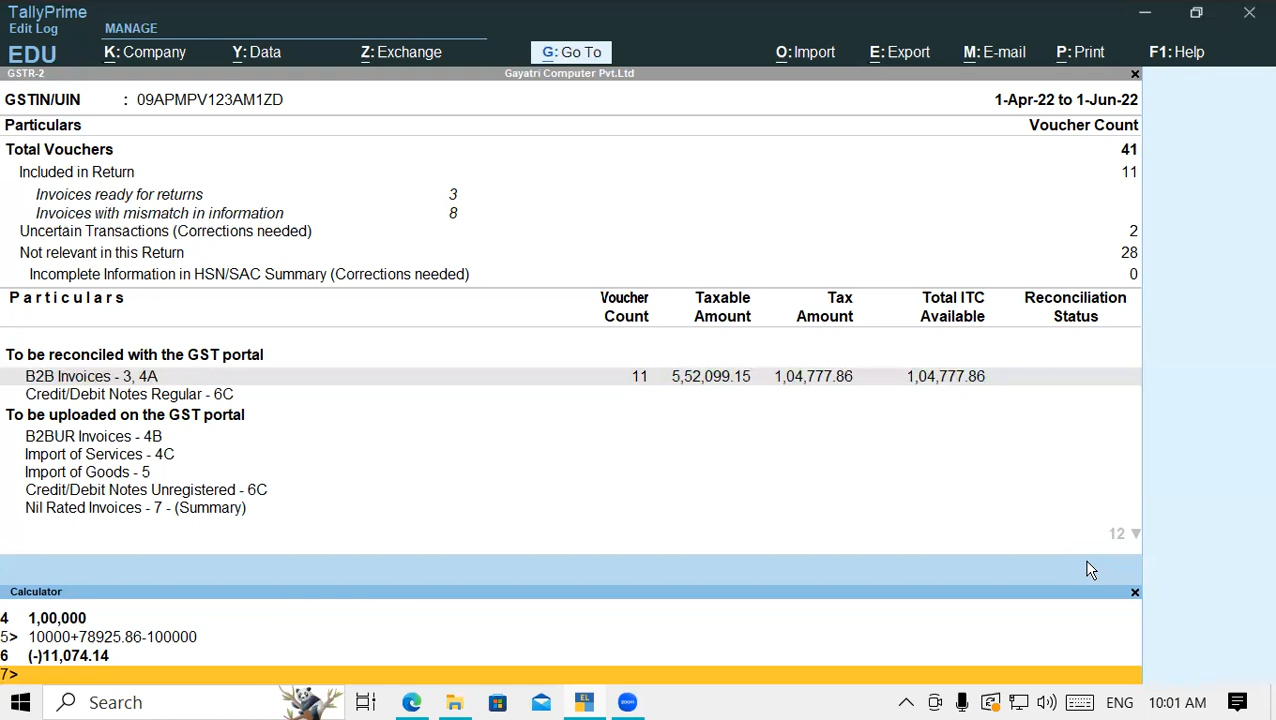 TallyPrime
Edit Log
MANAGE
EDU
K: Company
Y: Data
Z: Exchange
G: Go To
O: Import
E: Export
M: E-mail
P: Print
F1: Help
GSTR-2
Gayatri Computer Pvt.Ltd
GSTIN/UIN : 09APMPV123AM1ZD
1-Apr-22 to 1-Jun-22
Particulars Voucher Count
Total Vouchers 41
Included in Return 11
Invoices ready for returns 3
Invoices with mismatch in information 8
Uncertain Transactions (Corrections needed) 2
Not relevant in this Return 28
Incomplete Information in HSN/SAC Summary (Corrections needed) 0
Particulars Voucher Taxable Tax Total ITC Reconciliation
Count Amount Amount Available Status
To be reconciled with the GST portal
B2B Invoices - 3, 4A 11 5,52,099.15 1,04,777.86 1,04,777.86
Credit/Debit Notes Regular - 6C
To be uploaded on the GST portal
B2BUR Invoices - 4B
Import of Services - 4C
Import of Goods - 5
Credit/Debit Notes Unregistered - 6C
Nil Rated Invoices - 7 - (Summary)
12 ▼
Calculator
4 1,00,000
5> 10000+78925.86-100000
6 (-)11,074.14
7>
Search
zoom
EL
ENG
10:01 AM